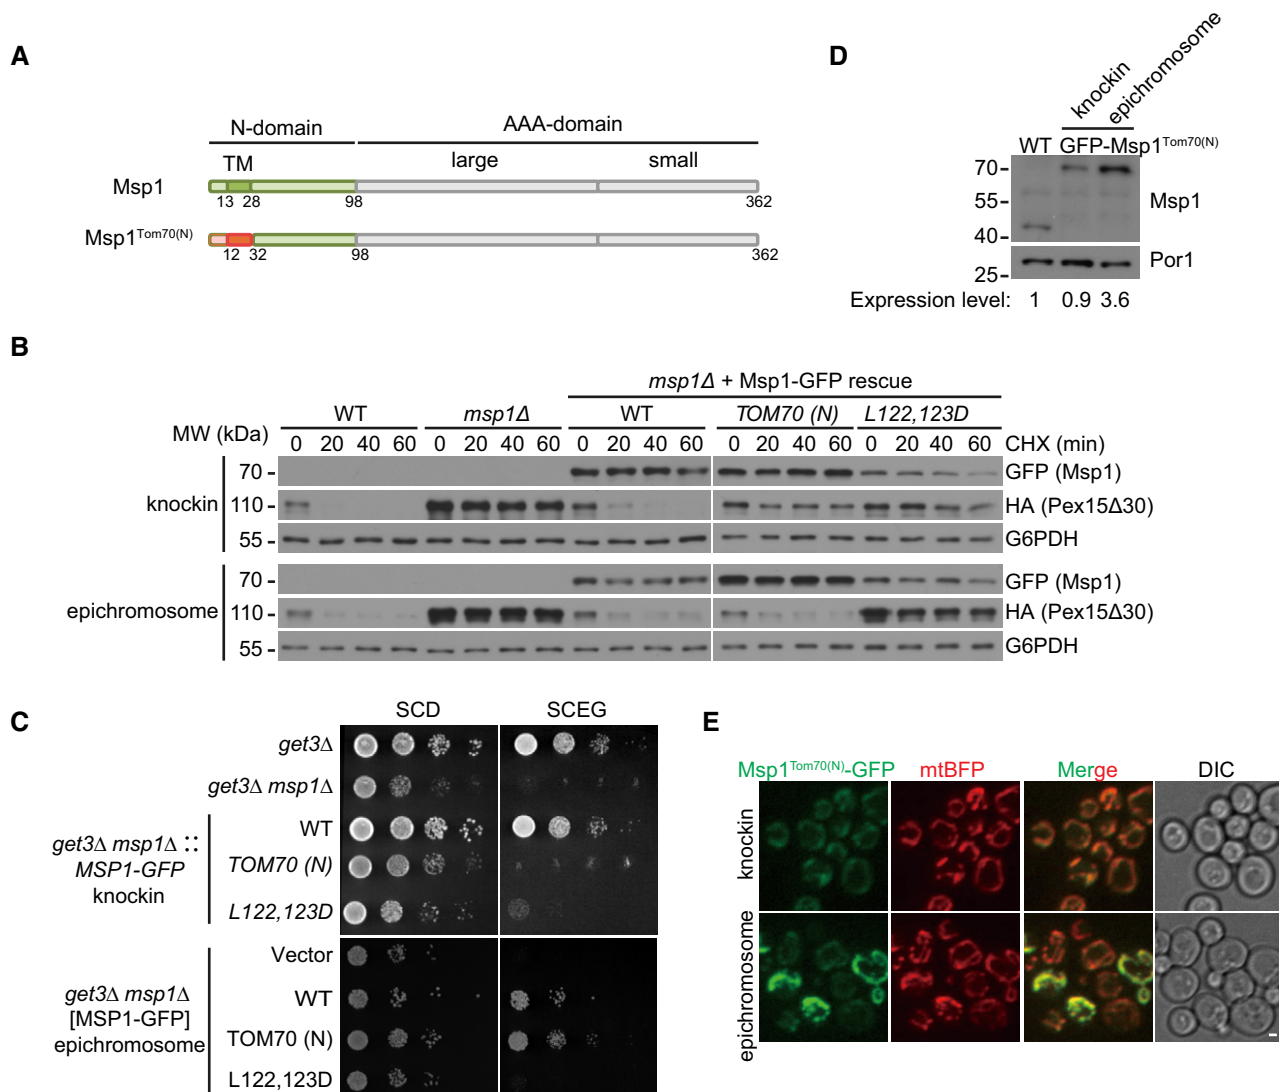 A
N-domain AAA-domain
TM large small
Msp1
13 28 98 362
Msp1Tom70(N)
12 32 98 362
D
knockin epichromosome
WT GFP-Msp1Tom70(N)
70
55
40
25
Msp1
Por1
Expression level: 1 0.9 3.6
B
msp1Δ + Msp1-GFP rescue
WT msp1Δ WT TOM70 (N) L122,123D
MW (kDa) 0 20 40 60 0 20 40 60 0 20 40 60 0 20 40 60 0 20 40 60 CHX (min)
knockin
70 GFP (Msp1)
110 HA (Pex15Δ30)
55 G6PDH
epichromosome
70 GFP (Msp1)
110 HA (Pex15Δ30)
55 G6PDH
C
SCD SCEG
get3Δ
get3Δ msp1Δ
get3Δ msp1Δ ::
MSP1-GFP
knockin
WT
TOM70 (N)
L122,123D
get3Δ msp1Δ
[MSP1-GFP]
epichromosome
Vector
WT
TOM70 (N)
L122,123D
E
Msp1Tom70(N)-GFP mtBFP Merge DIC
knockin
epichromosome